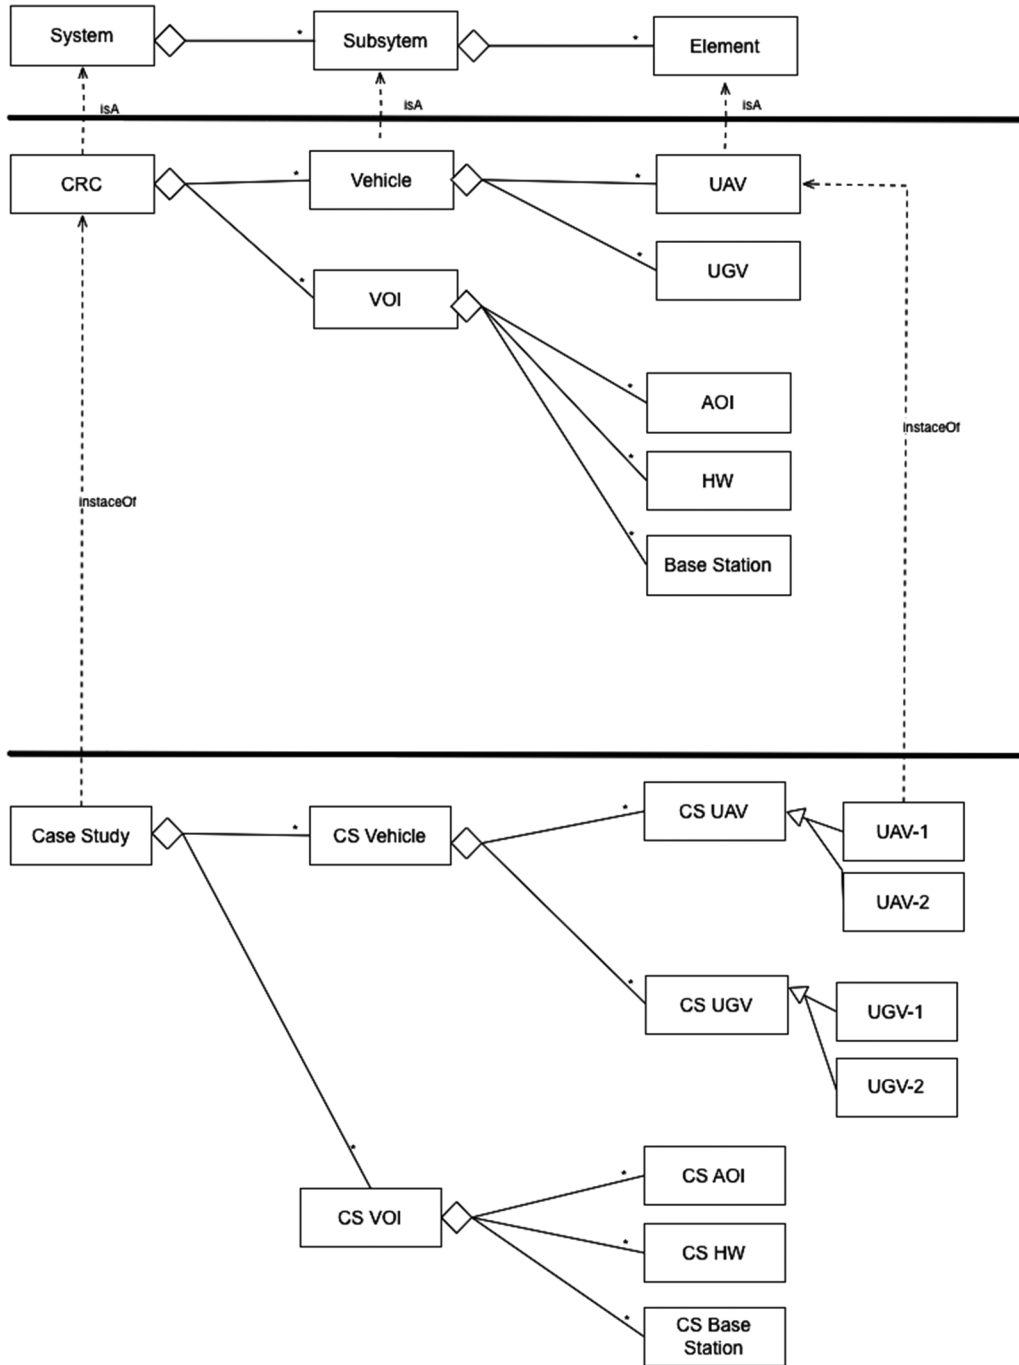 System
*
Subsytem
*
Element
isA
isA
isA
CRC
*
Vehicle
*
UAV
*
UGV
*
VOI
*
AOI
*
HW
*
Base Station
instaceOf
instaceOf
Case Study
*
CS Vehicle
*
CS UAV
UAV-1
UAV-2
*
CS UGV
UGV-1
UGV-2
*
CS VOI
*
CS AOI
*
CS HW
*
CS Base
Station